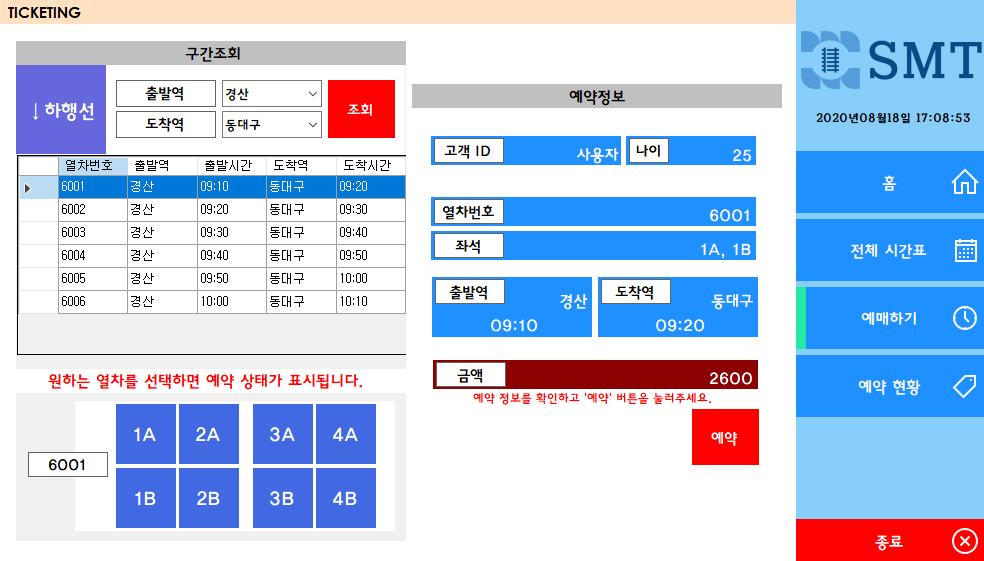 TICKETING
구간조회
↓하행선
출발역 경산
도착역 동대구
조회
열차번호 출발역 출발시간 도착역 도착시간
6001 경산 09:10 동대구 09:20
6002 경산 09:20 동대구 09:30
6003 경산 09:30 동대구 09:40
6004 경산 09:40 동대구 09:50
6005 경산 09:50 동대구 10:00
6006 경산 10:00 동대구 10:10
원하는 열차를 선택하면 예약 상태가 표시됩니다.
6001
1A 2A 3A 4A
1B 2B 3B 4B
예약정보
고객 ID 사용자 나이 25
열차번호 6001
좌석 1A, 1B
출발역 경산 도착역 동대구
09:10 09:20
금액 2600
예약 정보를 확인하고 '예약' 버튼을 눌러주세요.
예약
SMT
2020년08월18일 17:08:53
홈
전체 시간표
예매하기
예약 현황
종료